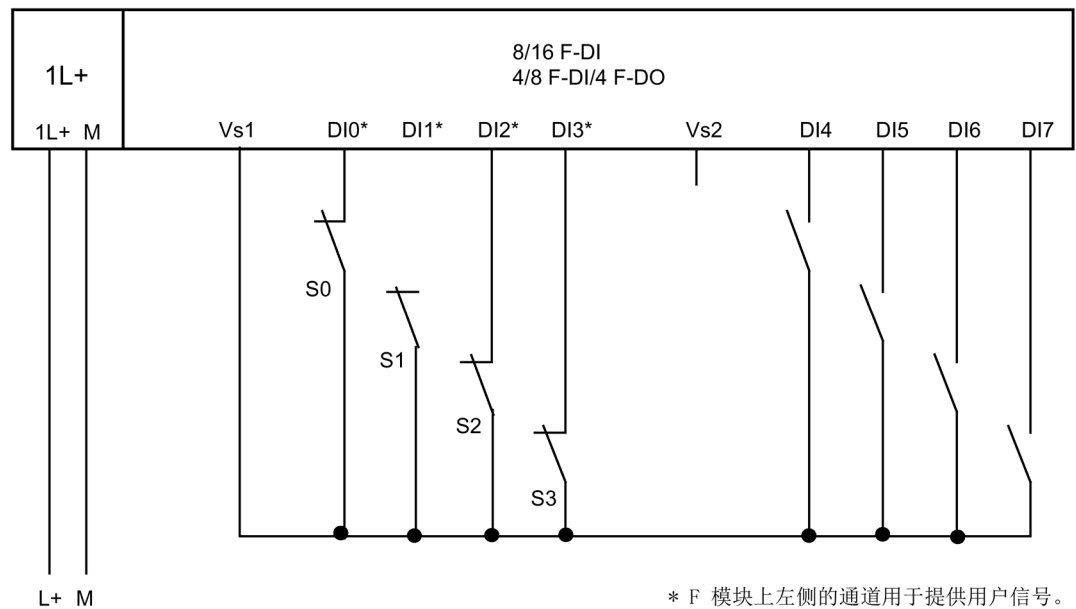 8/16 F-DI
1L+
4/8 F-DI/4 F-DO
1L+ M Vs1 DI0* DI1* DI2* DI3* Vs2 DI4 DI5 DI6 DI7
S0
S1
S2
S3
L+ M
* F 模块上左侧的通道用于提供用户信号。